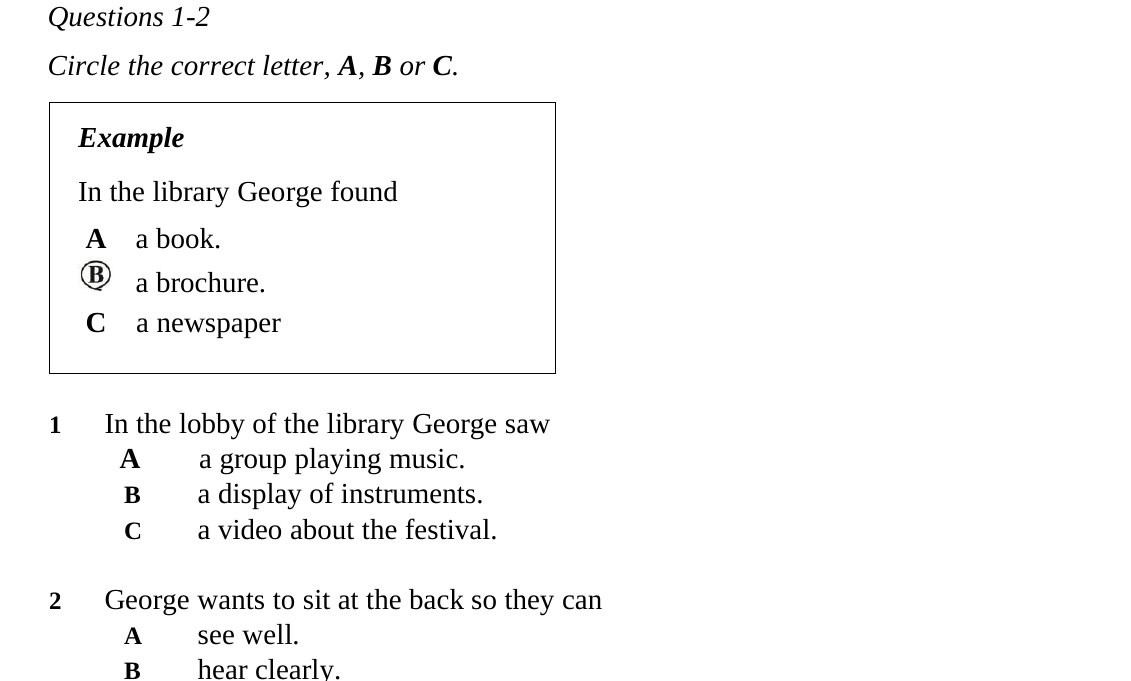 Questions 1-2
Circle the correct letter, A, B or C.
Example
In the library George found
A a book.
B a brochure.
C a newspaper
1 In the lobby of the library George saw
A a group playing music.
B a display of instruments.
C a video about the festival.
2 George wants to sit at the back so they can
A see well.
B hear clearly.